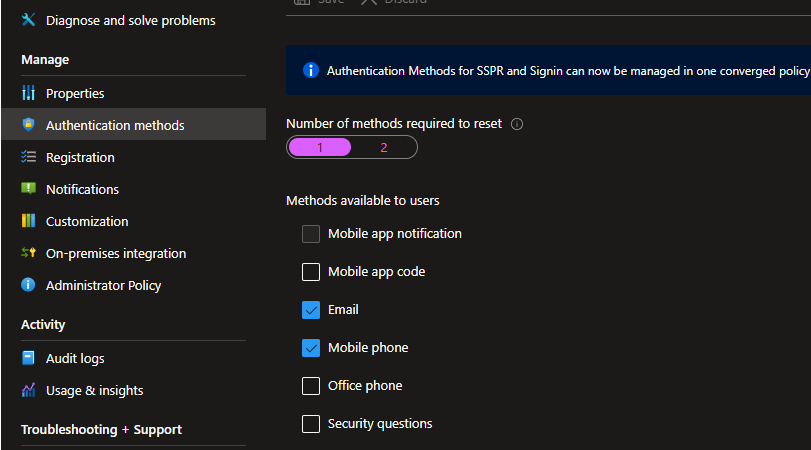 Save Discard
Diagnose and solve problems
Manage
Properties
Authentication methods
Registration
Notifications
Customization
On-premises integration
Administrator Policy
Activity
Audit logs
Usage & insights
Troubleshooting + Support
Authentication Methods for SSPR and Signin can now be managed in one converged policy
Number of methods required to reset
1 2
Methods available to users
Mobile app notification
Mobile app code
Email
Mobile phone
Office phone
Security questions